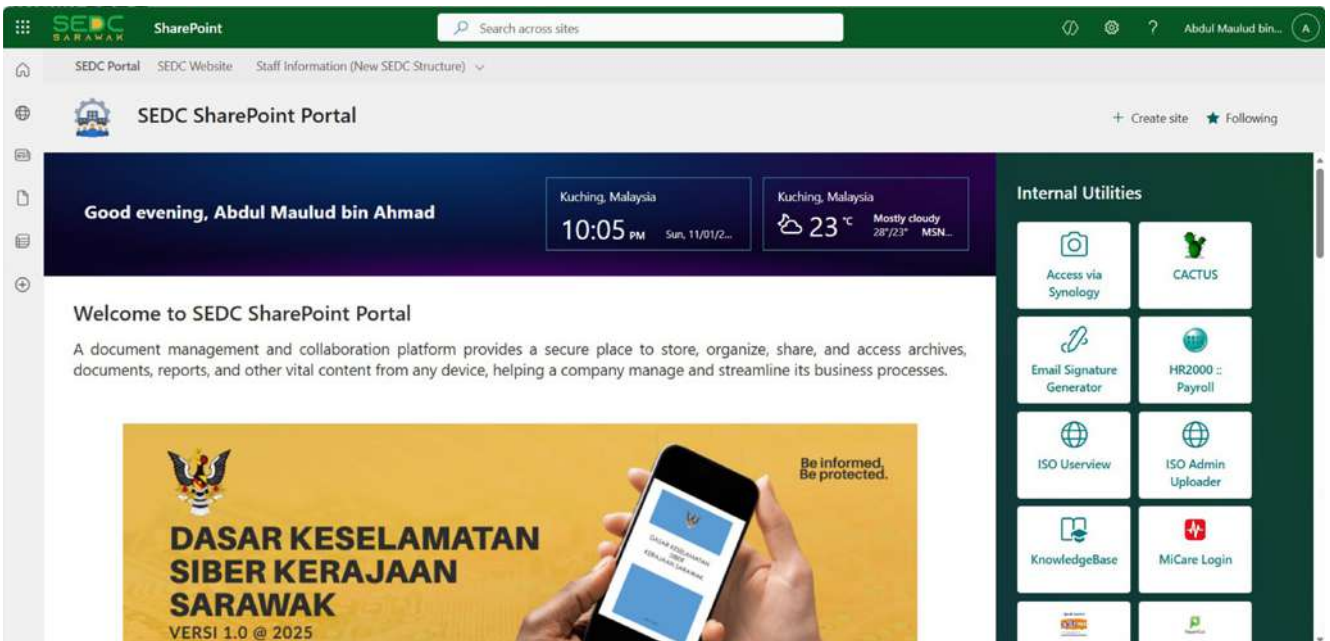 SEDC
SARAWAK
SharePoint
Search across sites
?
Abdul Maulud bin...
A
SEDC Portal
SEDC Website
Staff Information (New SEDC Structure)
SEDC SharePoint Portal
+ Create site
Following
Good evening, Abdul Maulud bin Ahmad
Kuching, Malaysia
10:05 PM
Sun, 11/01/2...
Kuching, Malaysia
23 °C
Mostly cloudy
28°/23° MSN...
Welcome to SEDC SharePoint Portal
A document management and collaboration platform provides a secure place to store, organize, share, and access archives,
documents, reports, and other vital content from any device, helping a company manage and streamline its business processes.
Be informed.
Be protected.
DASAR KESELAMATAN
SIBER KERAJAAN
SARAWAK
VERSI 1.0 @ 2025
DASAR KESELAMATAN
SIBER
KERAJAAN SARAWAK
Internal Utilities
Access via
Synology
CACTUS
Email Signature
Generator
HR2000 ::
Payroll
ISO Userview
ISO Admin
Uploader
KnowledgeBase
MiCare Login